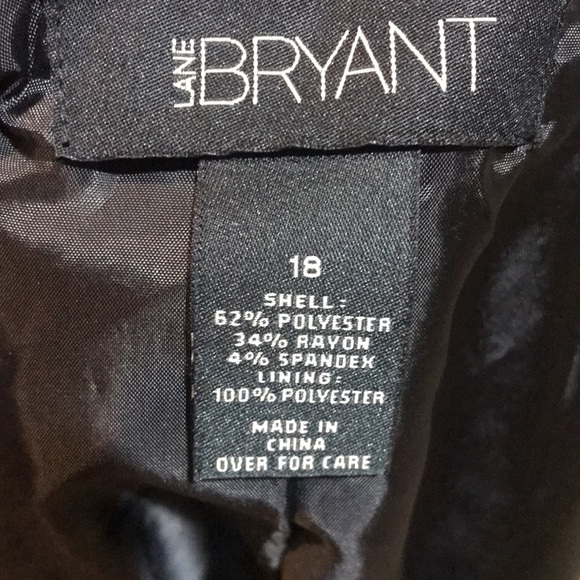 LANE BRYANT
18
SHELL:
62% POLYESTER
34% RAYON
4% SPANDEX
LINING:
100% POLYESTER
MADE IN
CHINA
OVER FOR CARE